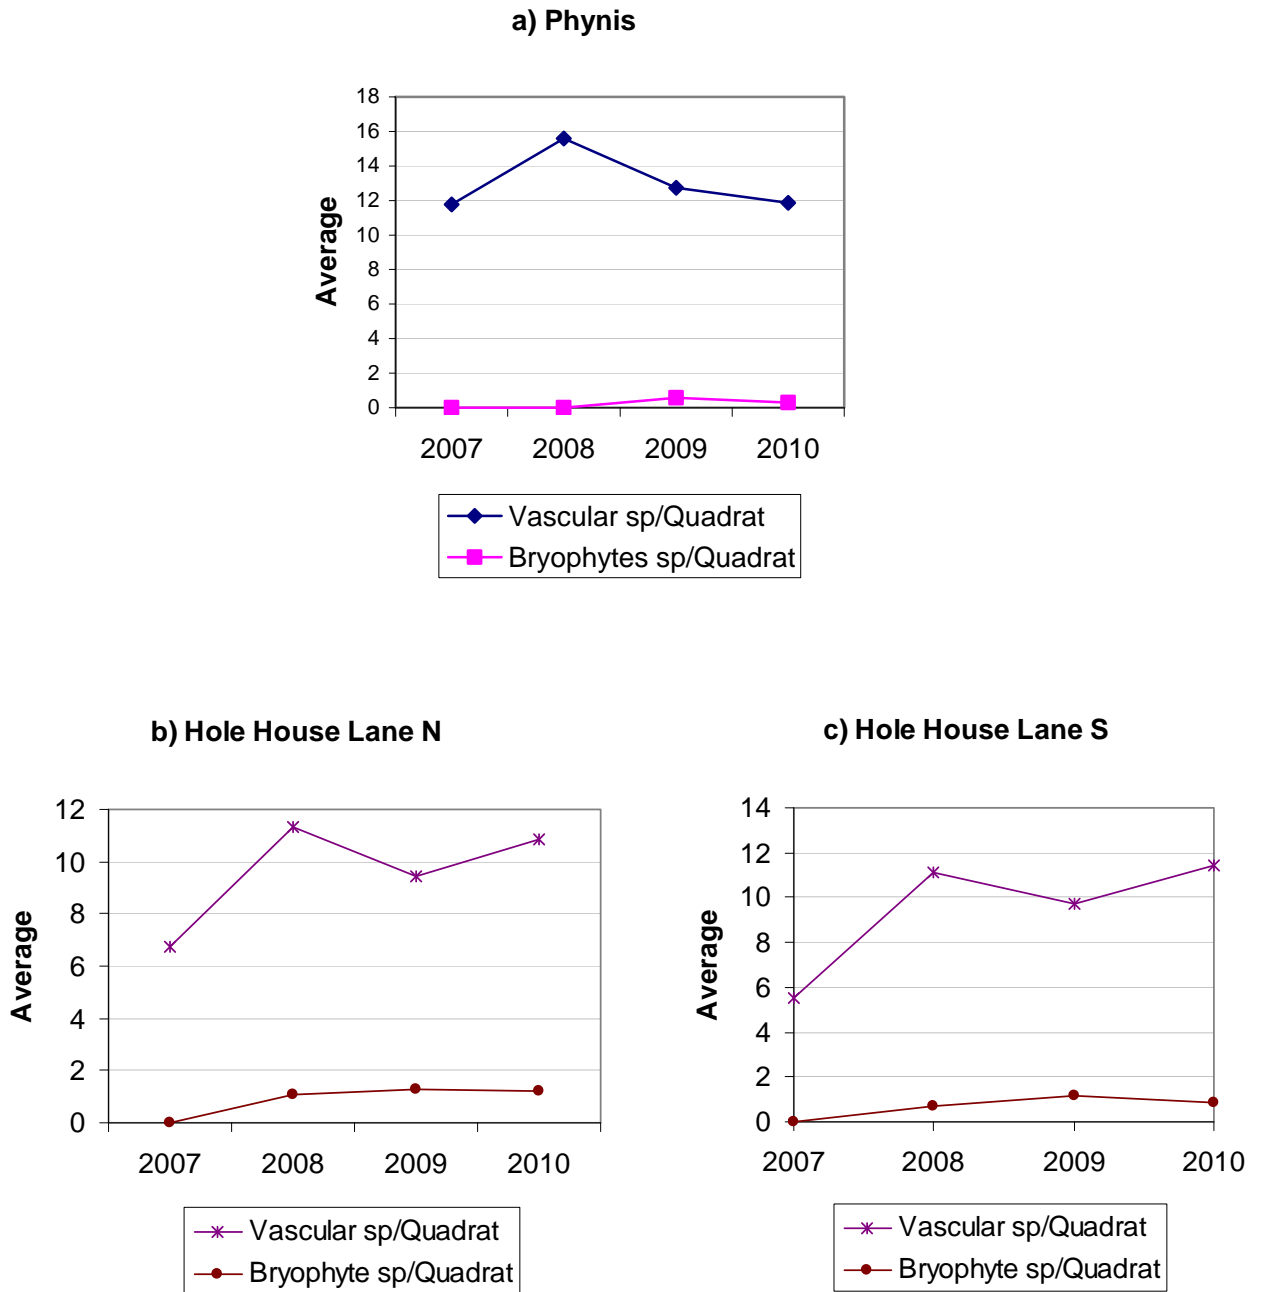 a) Phynis
18
16
14
12
10
8
6
4
2
0
Average
2007 2008 2009 2010
Vascular sp/Quadrat
Bryophytes sp/Quadrat
b) Hole House Lane N
12
10
8
6
4
2
0
Average
2007 2008 2009 2010
Vascular sp/Quadrat
Bryophyte sp/Quadrat
c) Hole House Lane S
14
12
10
8
6
4
2
0
Average
2007 2008 2009 2010
Vascular sp/Quadrat
Bryophyte sp/Quadrat